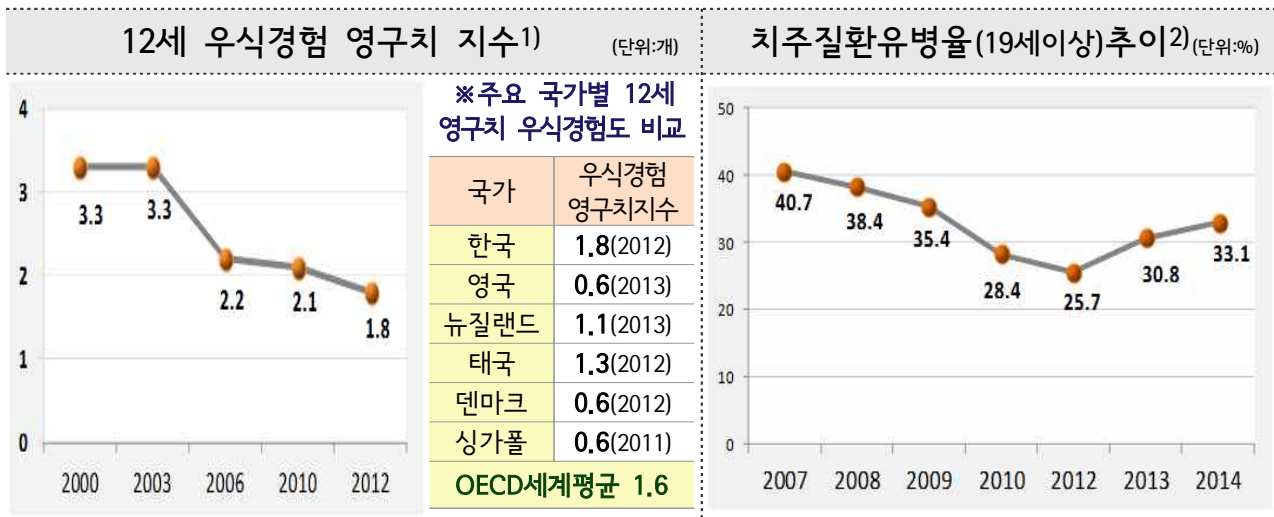 12세 우식경험 영구치 지수1) (단위:개)
4
3
2
1
0
3.3
3.3
2.2
2.1
1.8
2000 2003 2006 2010 2012
※주요 국가별 12세
영구치 우식경험도 비교
국가 우식경험
영구치지수
한국 1.8(2012)
영국 0.6(2013)
뉴질랜드 1.1(2013)
태국 1.3(2012)
덴마크 0.6(2012)
싱가폴 0.6(2011)
OECD세계평균 1.6
치주질환유병율(19세이상)추이2)(단위:%)
50
40
30
20
10
0
40.7
38.4
35.4
28.4
25.7
30.8
33.1
2007 2008 2009 2010 2012 2013 2014